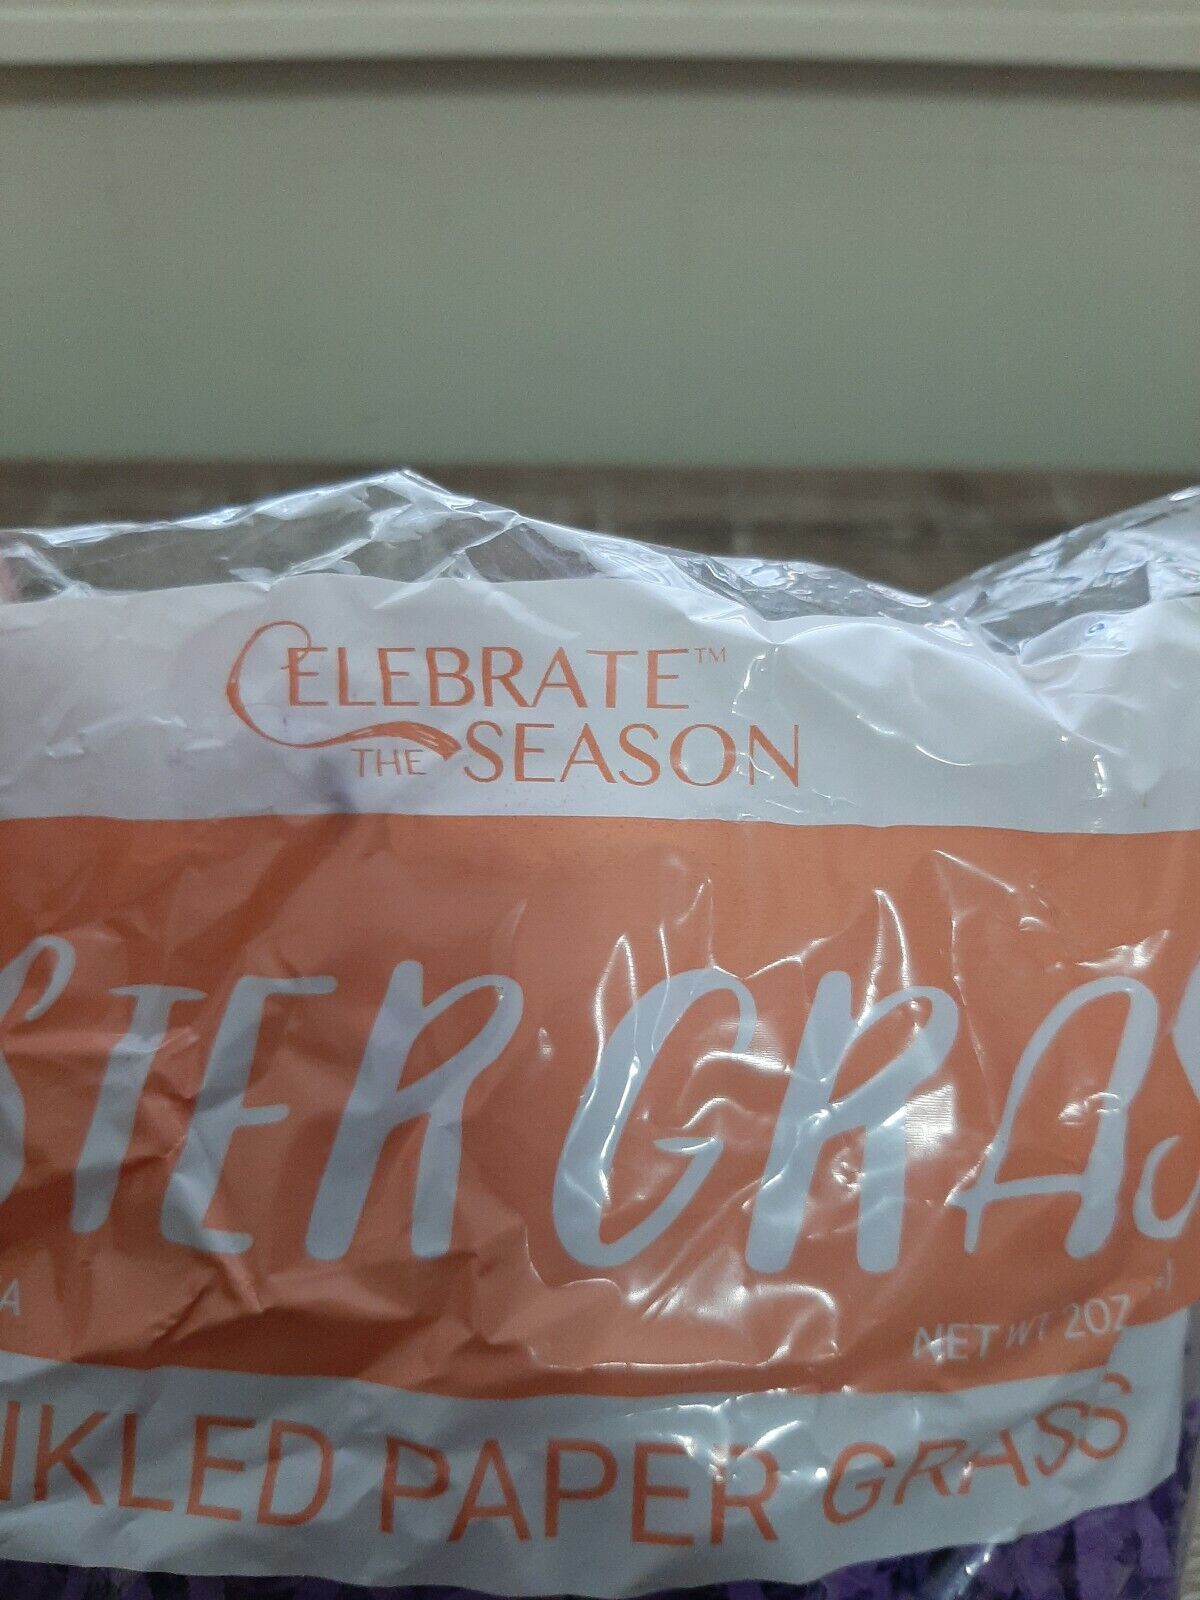 CELEBRATE™
THE SEASON
STER GRAS
A
NET WT 2OZ
NKLED PAPER GRASS